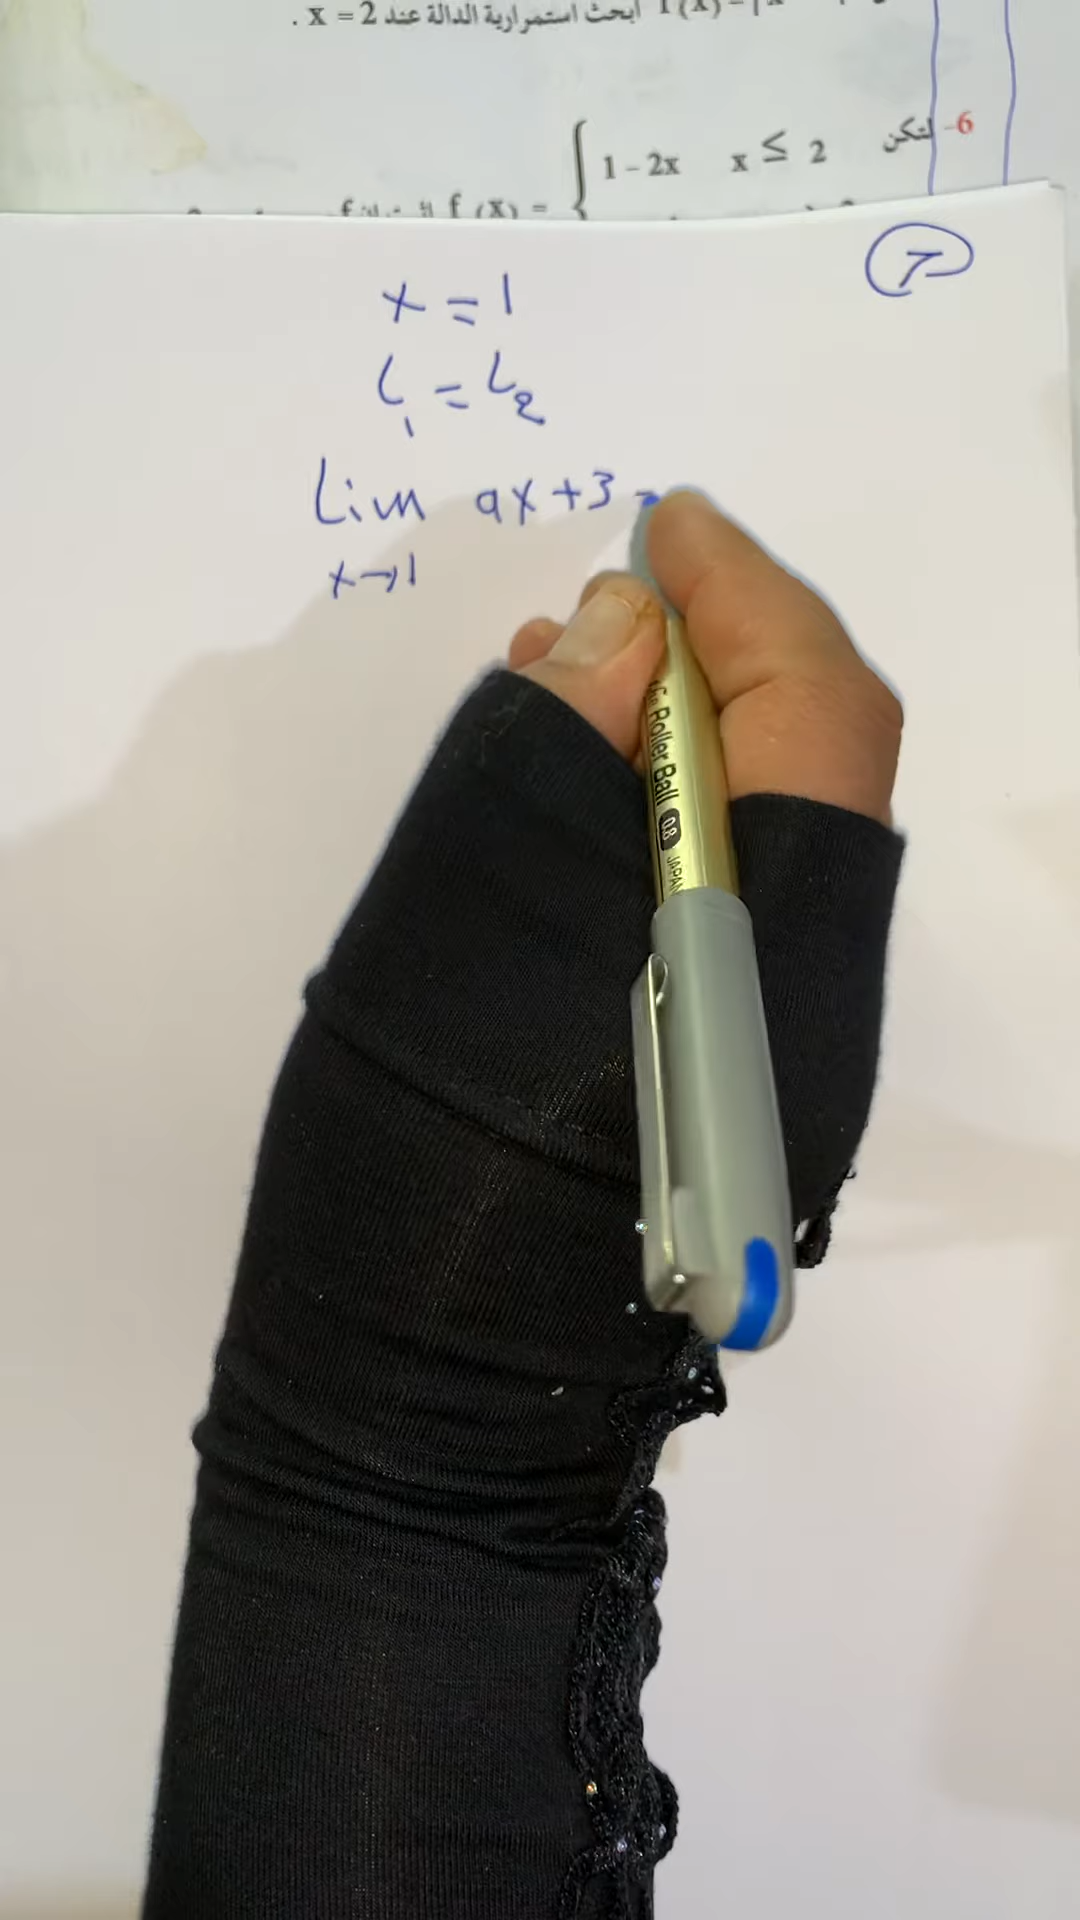 ابحث استمرارية الدالة عند x = 2 .
6- لتكن
1 - 2x x ≤ 2
f (x) =
7
x = 1
L₁ = L₂
Lim ax + 3 =
x→1
Roller Ball 0.8 JAPAN